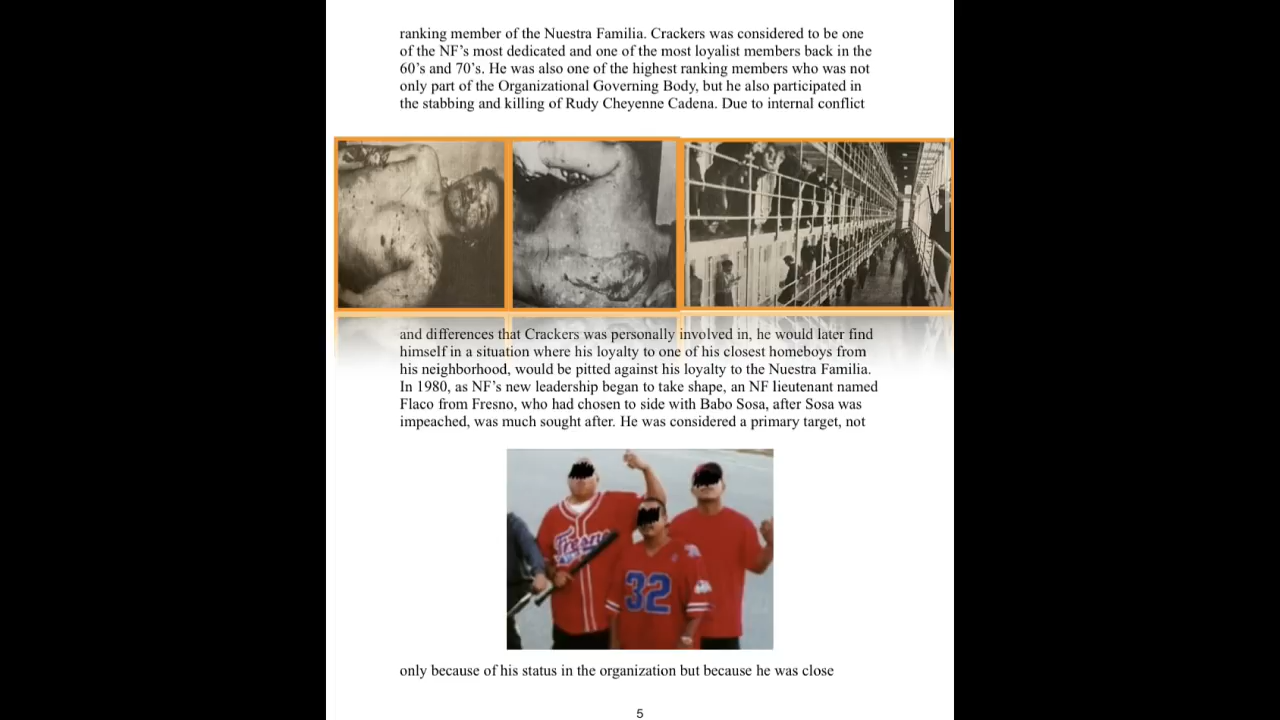 ranking member of the Nuestra Familia. Crackers was considered to be one
of the NF's most dedicated and one of the most loyalist members back in the
60's and 70's. He was also one of the highest ranking members who was not
only part of the Organizational Governing Body, but he also participated in
the stabbing and killing of Rudy Cheyenne Cadena. Due to internal conflict
and differences that Crackers was personally involved in, he would later find
himself in a situation where his loyalty to one of his closest homeboys from
his neighborhood, would be pitted against his loyalty to the Nuestra Familia.
In 1980, as NF's new leadership began to take shape, an NF lieutenant named
Flaco from Fresno, who had chosen to side with Babo Sosa, after Sosa was
impeached, was much sought after. He was considered a primary target, not
Fresno
32
only because of his status in the organization but because he was close
5